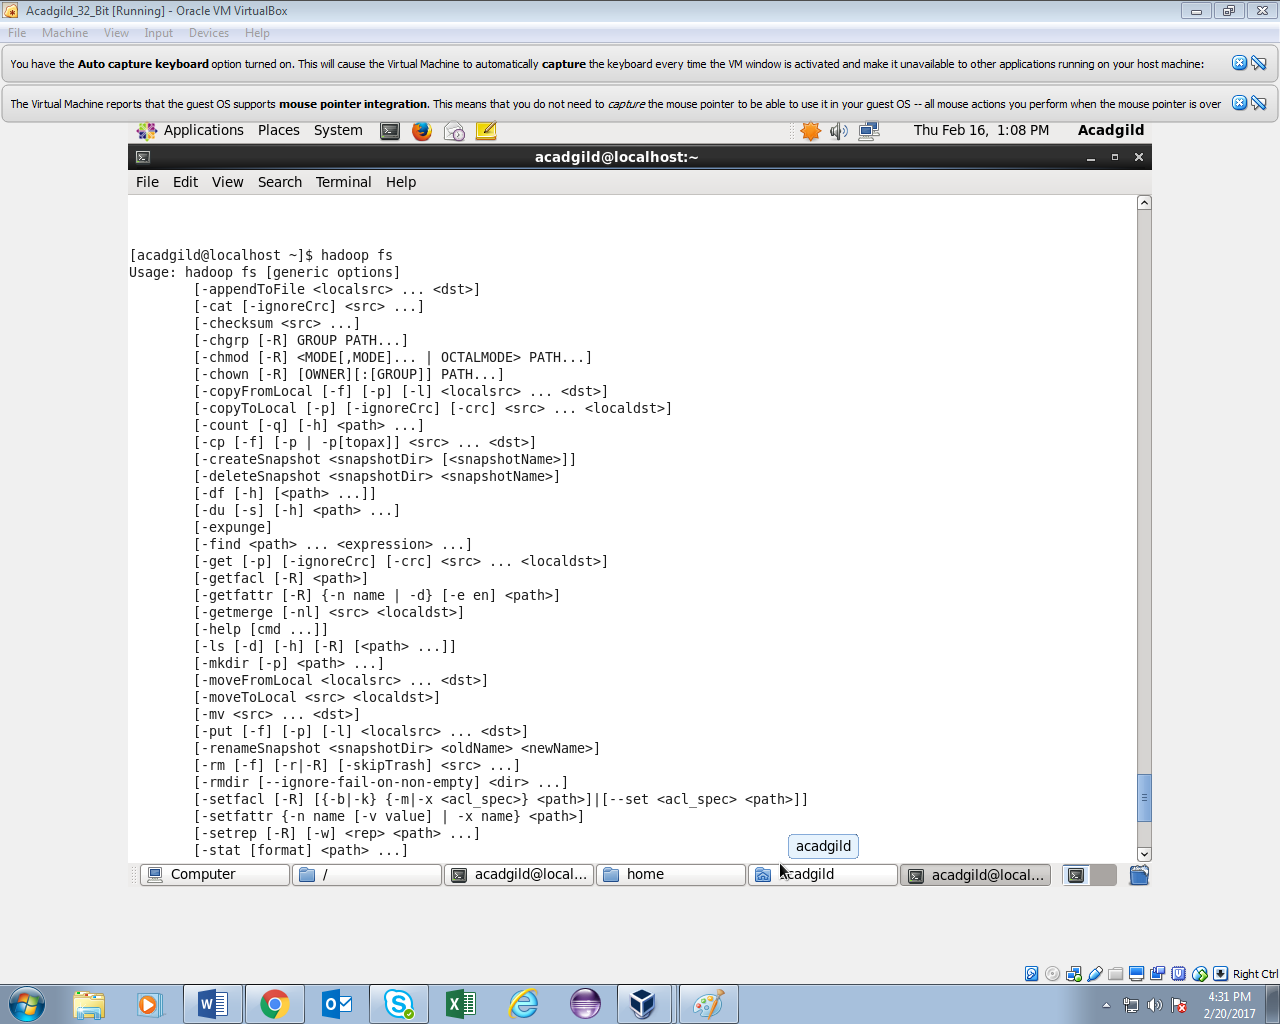 Acadgild_32_Bit [Running] - Oracle VM VirtualBox
File Machine View Input Devices Help
You have the Auto capture keyboard option turned on. This will cause the Virtual Machine to automatically capture the keyboard every time the VM window is activated and make it unavailable to other applications running on your host machine:
The Virtual Machine reports that the guest OS supports mouse pointer integration. This means that you do not need to capture the mouse pointer to be able to use it in your guest OS -- all mouse actions you perform when the mouse pointer is over
Applications Places System Thu Feb 16, 1:08 PM Acadgild
acadgild@localhost:~
File Edit View Search Terminal Help
[acadgild@localhost ~]$ hadoop fs
Usage: hadoop fs [generic options]
[-appendToFile <localsrc> ... <dst>]
[-cat [-ignoreCrc] <src> ...]
[-checksum <src> ...]
[-chgrp [-R] GROUP PATH...]
[-chmod [-R] <MODE[,MODE]... | OCTALMODE> PATH...]
[-chown [-R] [OWNER][:[GROUP]] PATH...]
[-copyFromLocal [-f] [-p] [-l] <localsrc> ... <dst>]
[-copyToLocal [-p] [-ignoreCrc] [-crc] <src> ... <localdst>]
[-count [-q] [-h] <path> ...]
[-cp [-f] [-p | -p[topax]] <src> ... <dst>]
[-createSnapshot <snapshotDir> [<snapshotName>]]
[-deleteSnapshot <snapshotDir> <snapshotName>]
[-df [-h] [<path> ...]]
[-du [-s] [-h] <path> ...]
[-expunge]
[-find <path> ... <expression> ...]
[-get [-p] [-ignoreCrc] [-crc] <src> ... <localdst>]
[-getfacl [-R] <path>]
[-getfattr [-R] {-n name | -d} [-e en] <path>]
[-getmerge [-nl] <src> <localdst>]
[-help [cmd ...]]
[-ls [-d] [-h] [-R] [<path> ...]]
[-mkdir [-p] <path> ...]
[-moveFromLocal <localsrc> ... <dst>]
[-moveToLocal <src> <localdst>]
[-mv <src> ... <dst>]
[-put [-f] [-p] [-l] <localsrc> ... <dst>]
[-renameSnapshot <snapshotDir> <oldName> <newName>]
[-rm [-f] [-r|-R] [-skipTrash] <src> ...]
[-rmdir [--ignore-fail-on-non-empty] <dir> ...]
[-setfacl [-R] [{-b|-k} {-m|-x <acl_spec>} <path>]|[--set <acl_spec> <path>]]
[-setfattr {-n name [-v value] | -x name} <path>]
[-setrep [-R] [-w] <rep> <path> ...]
[-stat [format] <path> ...]
acadgild
Computer / acadgild@local... home acadgild acadgild@local...
Right Ctrl
4:31 PM
2/20/2017